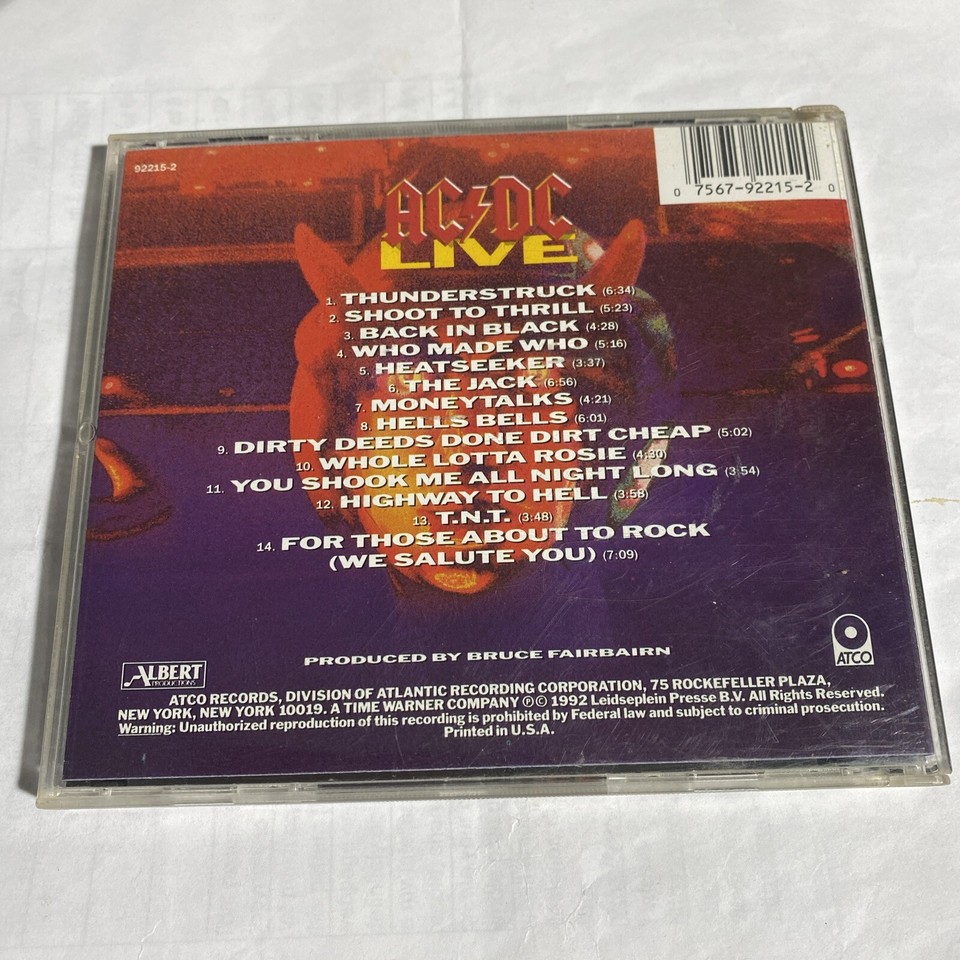 92215-2
0 7567-92215-2 0
AC/DC
LIVE
1. THUNDERSTRUCK (6:34)
2. SHOOT TO THRILL (5:23)
3. BACK IN BLACK (4:28)
4. WHO MADE WHO (5:16)
5. HEATSEEKER (3:37)
6. THE JACK (6:56)
7. MONEYTALKS (4:21)
8. HELLS BELLS (6:01)
9. DIRTY DEEDS DONE DIRT CHEAP (5:02)
10. WHOLE LOTTA ROSIE (4:30)
11. YOU SHOOK ME ALL NIGHT LONG (3:54)
12. HIGHWAY TO HELL (3:58)
13. T.N.T. (3:48)
14. FOR THOSE ABOUT TO ROCK
(WE SALUTE YOU) (7:09)
PRODUCED BY BRUCE FAIRBAIRN
ALBERT
PRODUCTIONS
ATCO
ATCO RECORDS, DIVISION OF ATLANTIC RECORDING CORPORATION, 75 ROCKEFELLER PLAZA,
NEW YORK, NEW YORK 10019. A TIME WARNER COMPANY ℗© 1992 Leidseplein Presse B.V. All Rights Reserved.
Warning: Unauthorized reproduction of this recording is prohibited by Federal law and subject to criminal prosecution.
Printed in U.S.A.